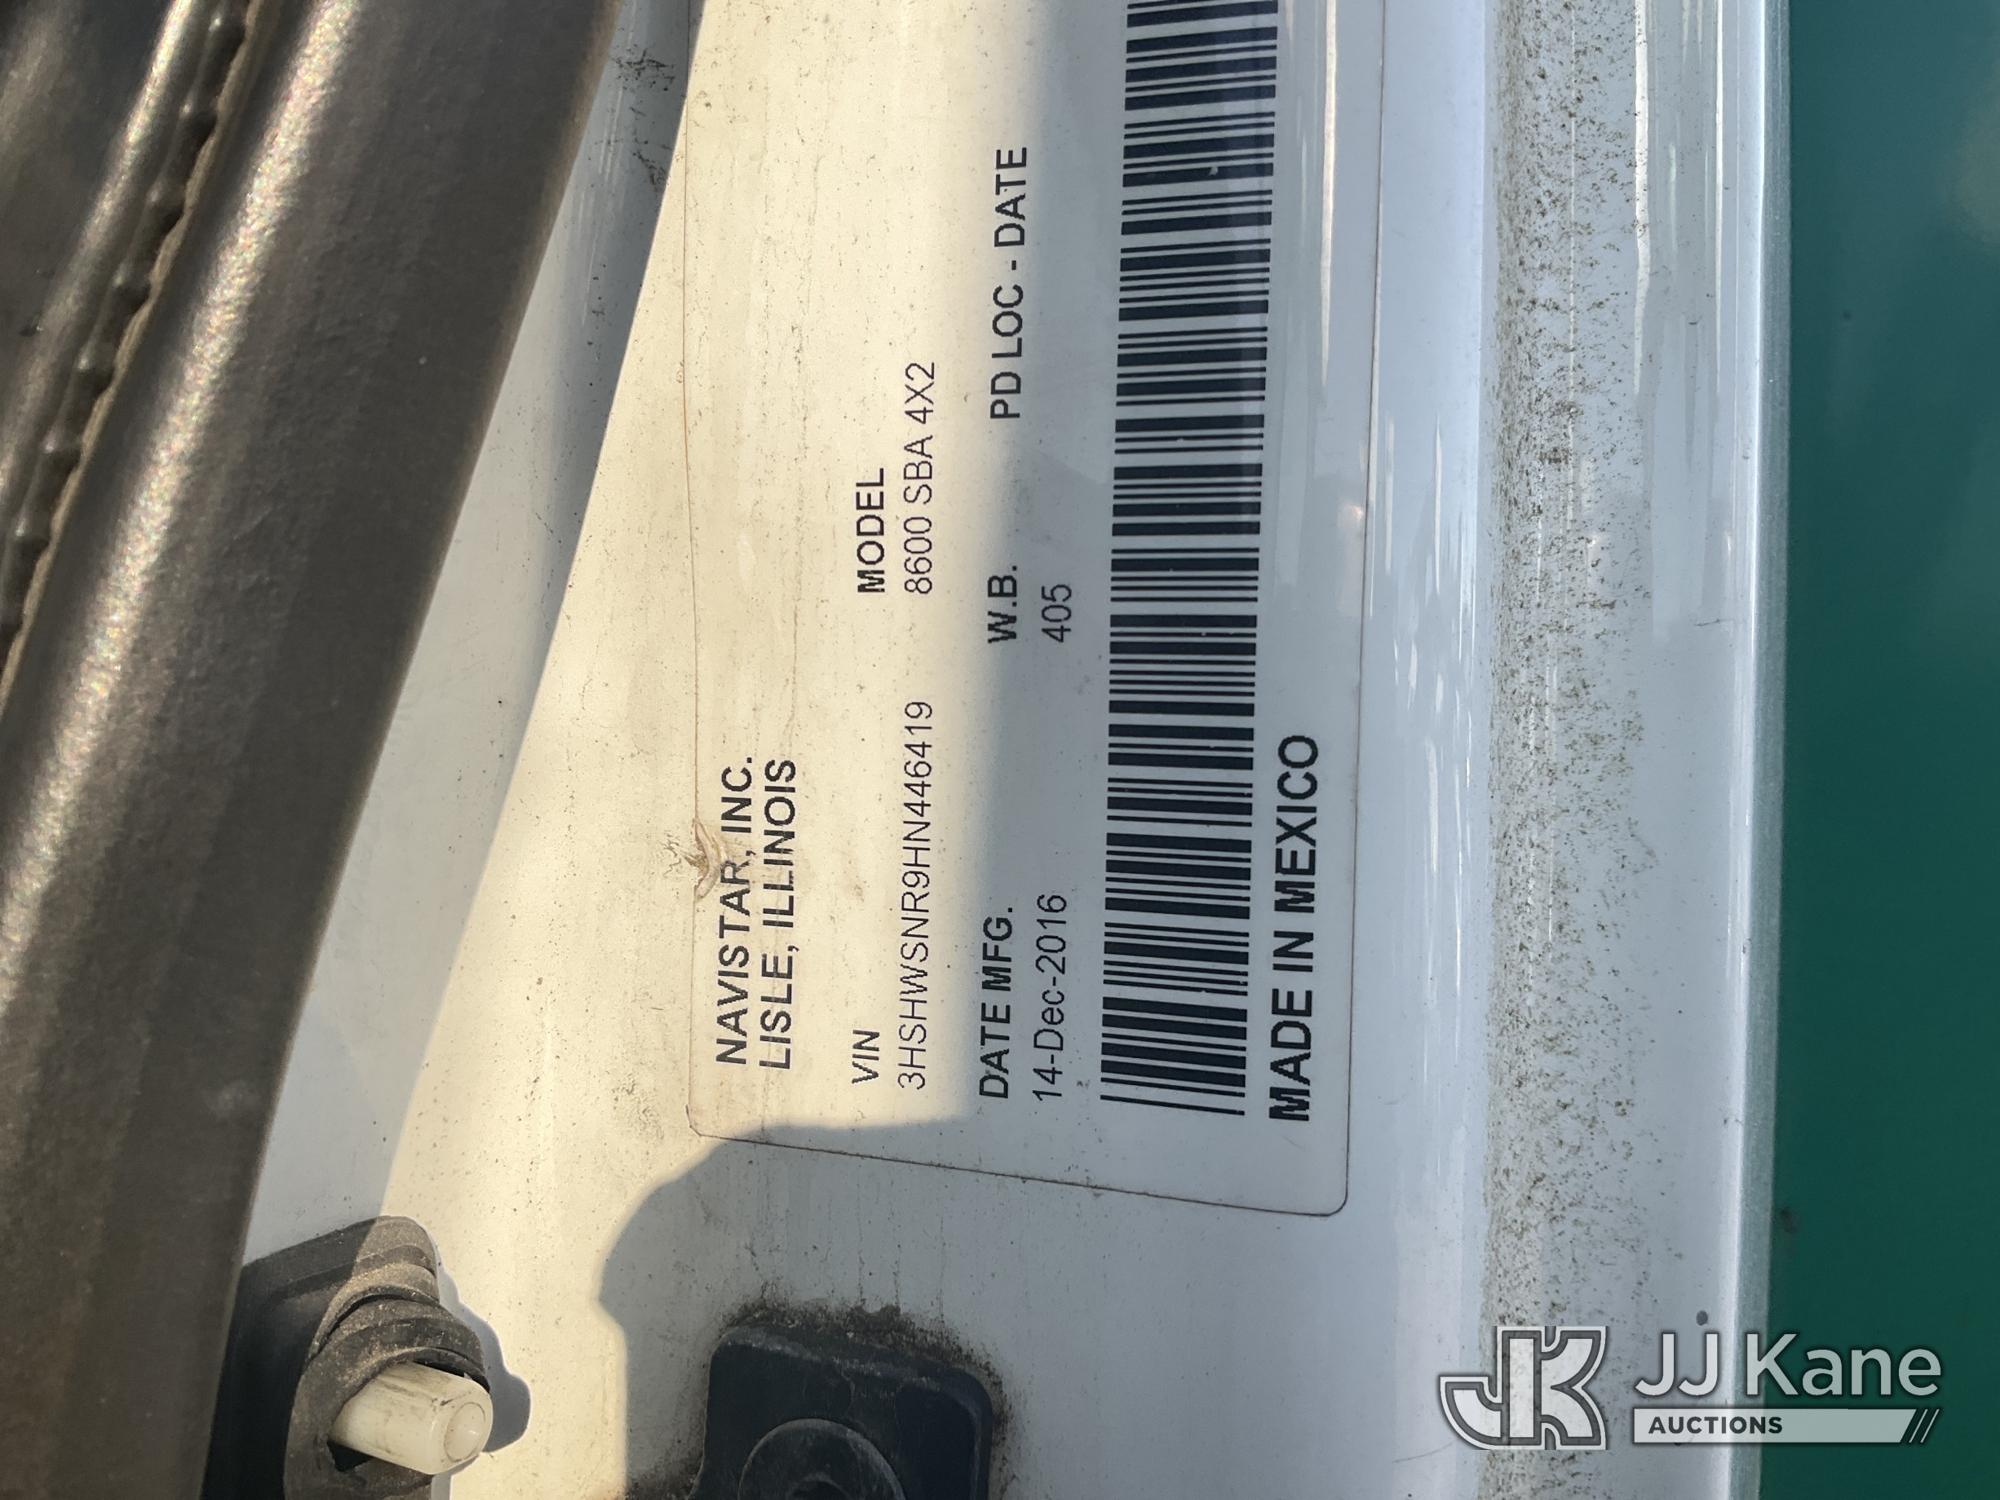 NAVISTAR, INC.
LISLE, ILLINOIS
VIN MODEL
3HSHWSNR9HN446419 8600 SBA 4X2
DATE MFG. W.B. PD LOC - DATE
14-Dec-2016 405
MADE IN MEXICO
JK JJ Kane
AUCTIONS